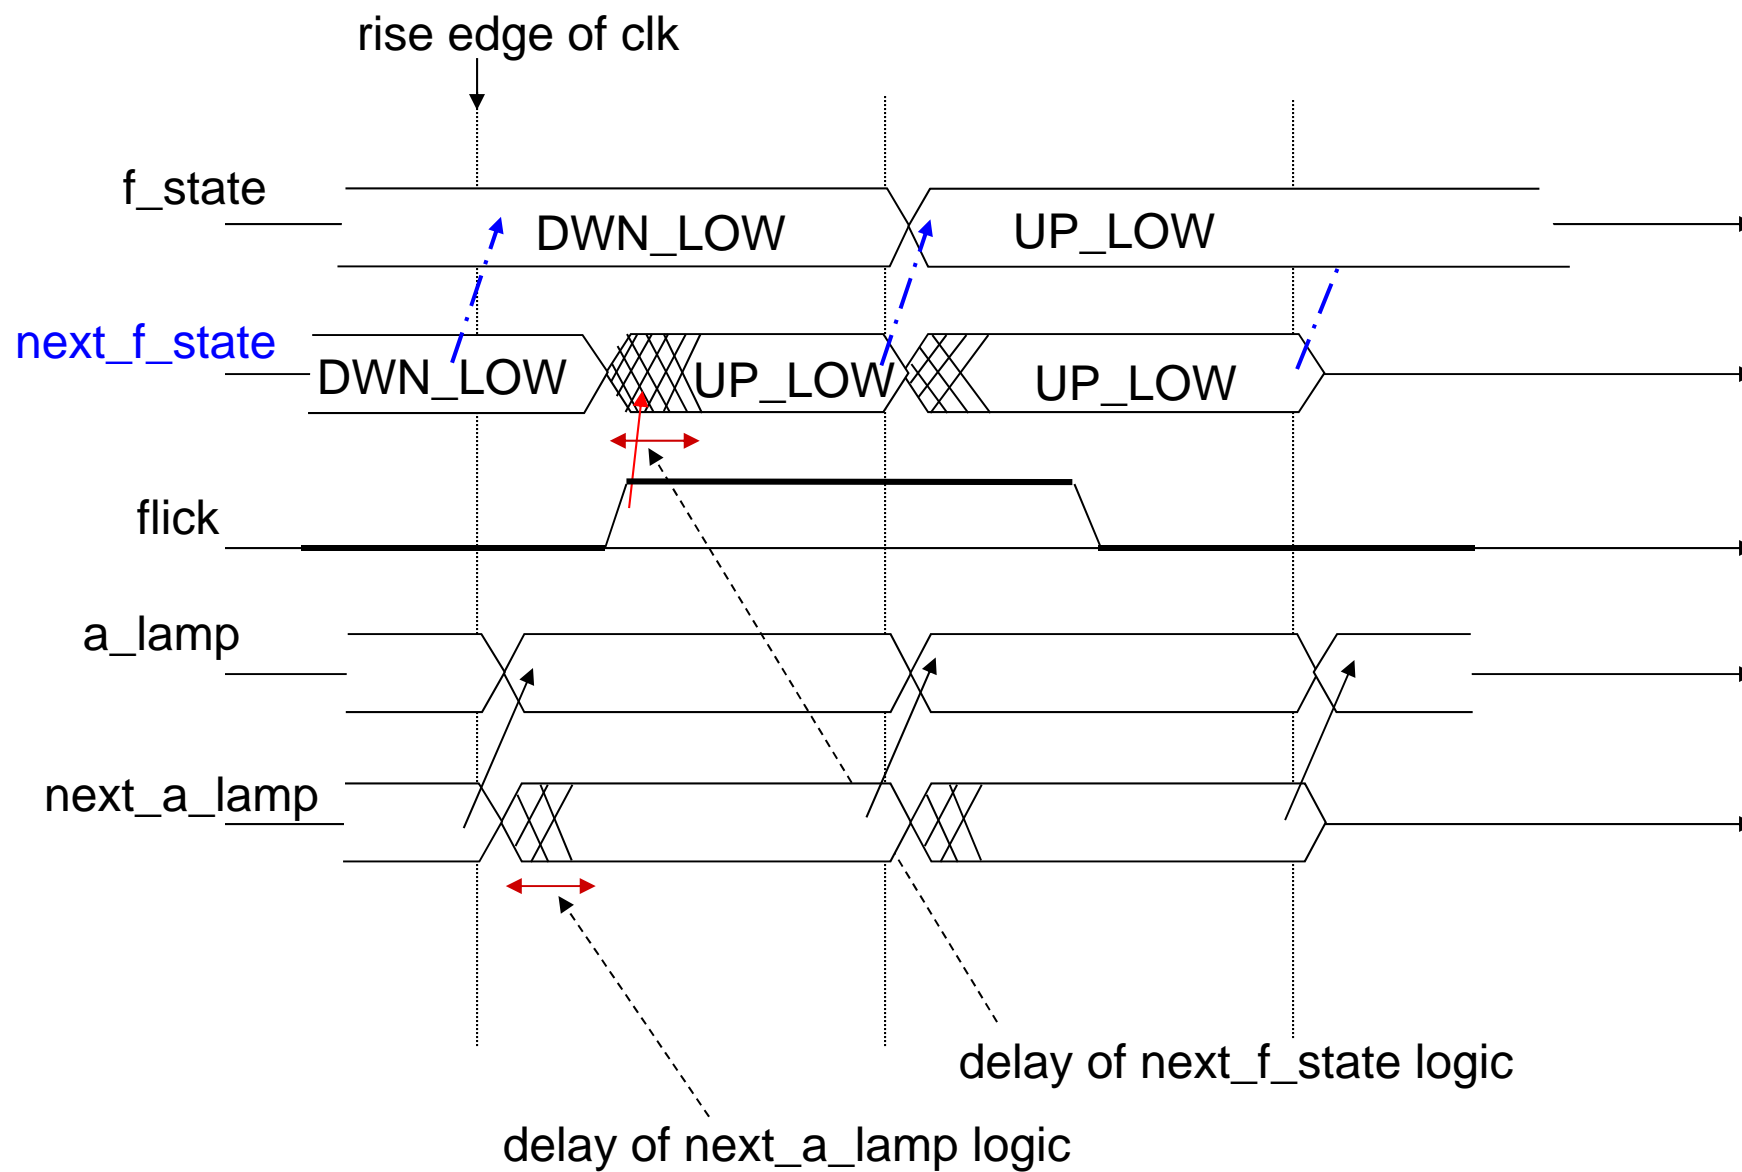 rise edge of clk
f_state
DWN_LOW
UP_LOW
next_f_state
DWN_LOW
UP_LOW
UP_LOW
flick
a_lamp
next_a_lamp
delay of next_f_state logic
delay of next_a_lamp logic